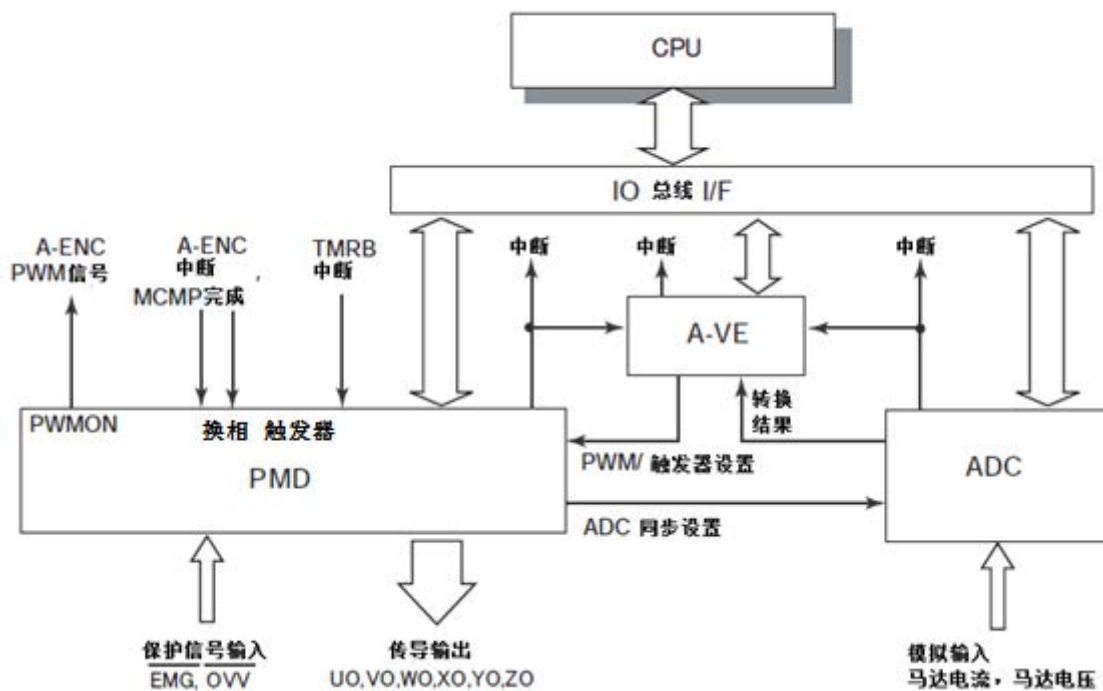 CPU
IO 总线 I/F
A-ENC
PWM信号
A-ENC
中断 ,
MCMP完成
TMRB
中断
中断
中断
中断
A-VE
PWMON
换相 触发器
PMD
转换
结果
PWM/ 触发器设置
ADC
ADC 同步设置
保护信号输入
EMG, OVV
传导输出
UO,VO,WO,XO,YO,ZO
模拟输入
马达电流，马达电压